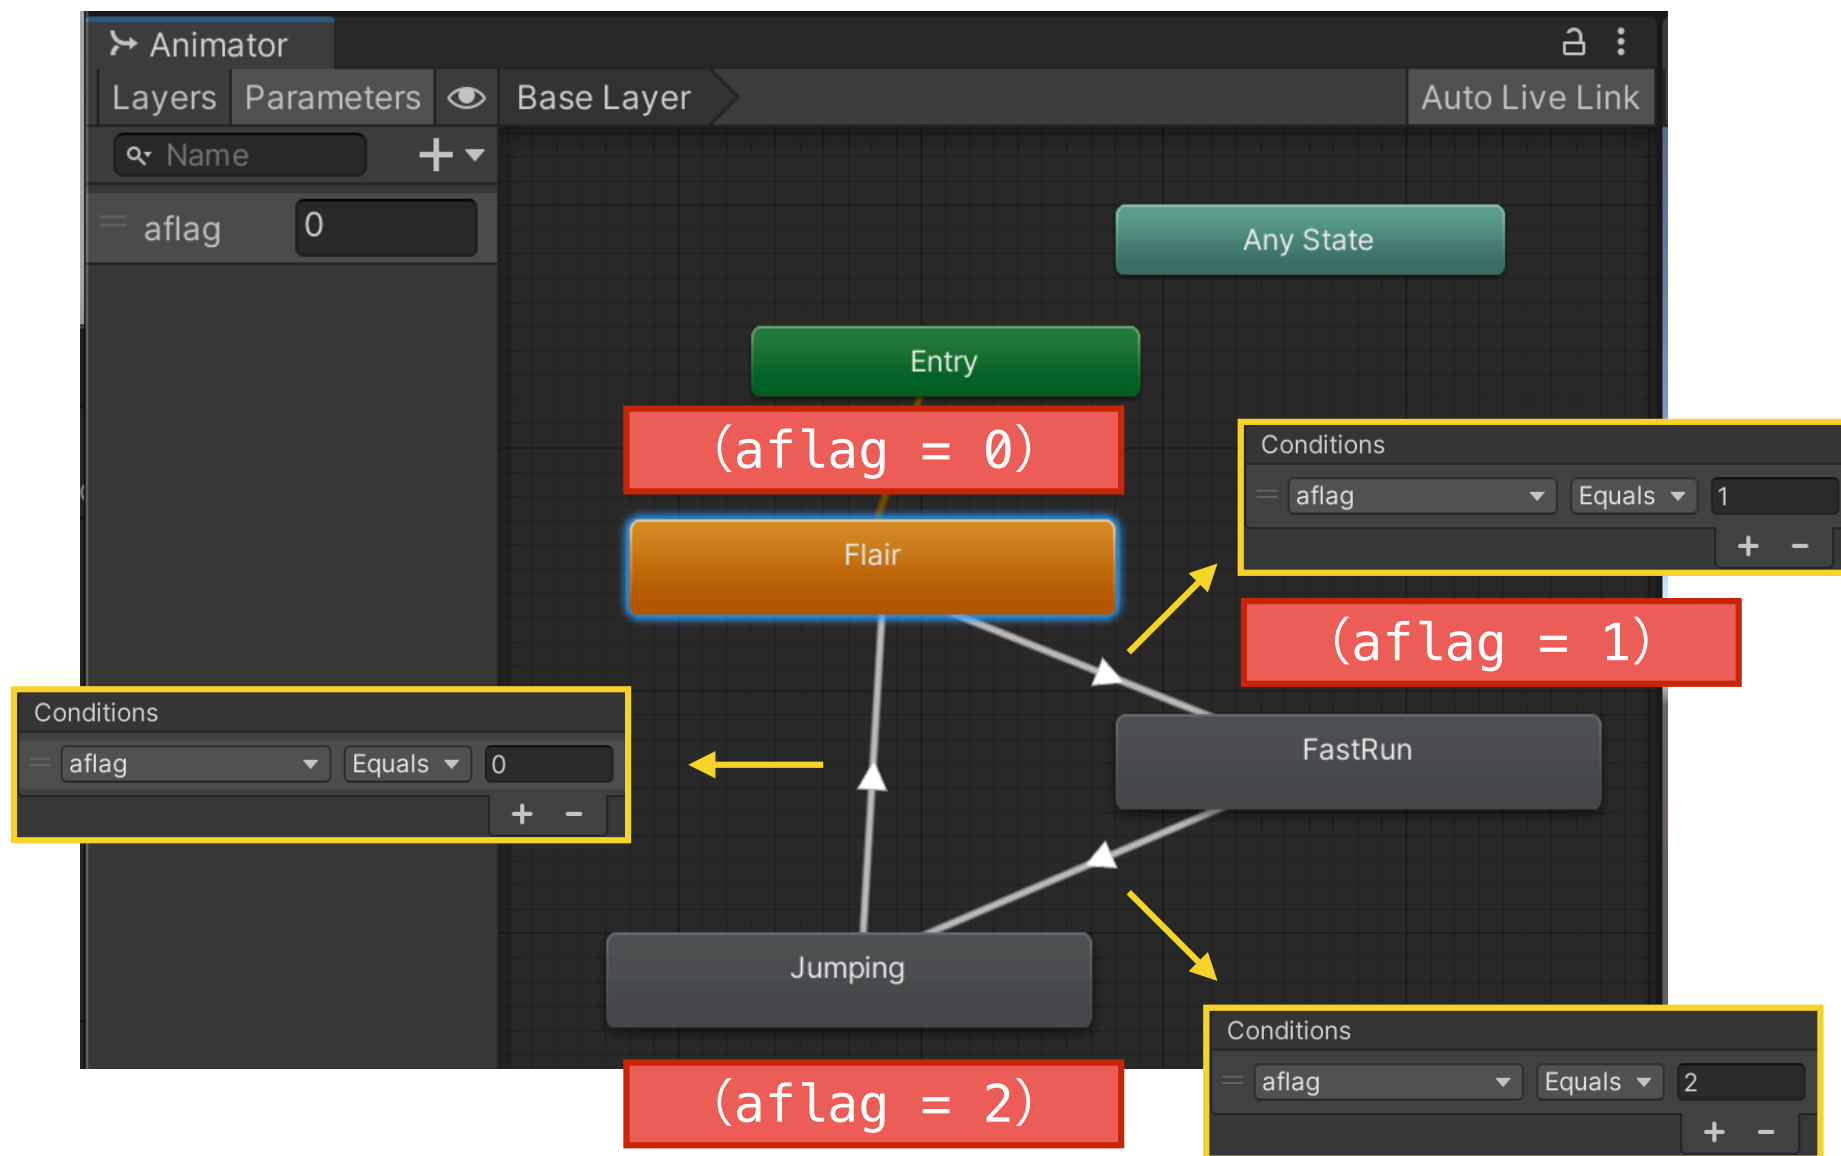 Animator
Layers Parameters Base Layer Auto Live Link
Name
aflag 0
Any State
Entry
(aflag = 0)
Conditions
aflag Equals 1
+ −
Flair
(aflag = 1)
Conditions
aflag Equals 0
+ −
FastRun
Jumping
(aflag = 2)
Conditions
aflag Equals 2
+ −